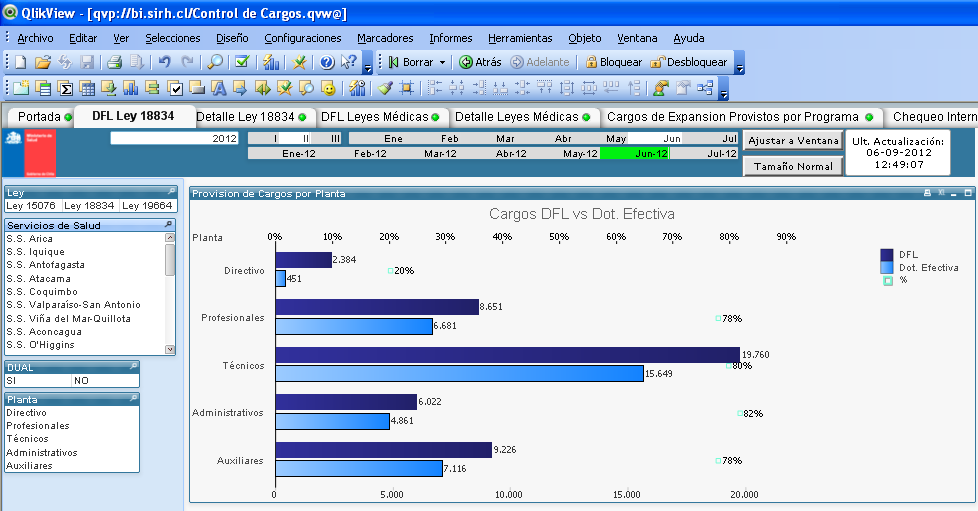 QlikView - [qvp://bi.sirh.cl/Control de Cargos.qvw@]
Archivo Editar Ver Selecciones Diseño Configuraciones Marcadores Informes Herramientas Objeto Ventana Ayuda
Borrar Atrás Adelante Bloquear Desbloquear
Portada DFL Ley 18834 Detalle Ley 18834 DFL Leyes Médicas Detalle Leyes Médicas Cargos de Expansion Provistos por Programa Chequeo Intern
2012 I II III Ene Feb Mar Abr May Jun Jul
Ene-12 Feb-12 Mar-12 Abr-12 May-12 Jun-12 Jul-12
Ajustar a Ventana
Tamaño Normal
Ult. Actualización:
06-09-2012
12:49:07
Ley
Ley 15076 Ley 18834 Ley 19664
Servicios de Salud
S.S. Arica
S.S. Iquique
S.S. Antofagasta
S.S. Atacama
S.S. Coquimbo
S.S. Valparaíso-San Antonio
S.S. Viña del Mar-Quillota
S.S. Aconcagua
S.S. O'Higgins
DUAL
SI NO
Planta
Directivo
Profesionales
Técnicos
Administrativos
Auxiliares
Provision de Cargos por Planta
Cargos DFL vs Dot. Efectiva
Planta 0% 10% 20% 30% 40% 50% 60% 70% 80% 90%
Directivo 2.384 451 20%
Profesionales 8.651 6.681 78%
Técnicos 19.760 15.649 80%
Administrativos 6.022 4.861 82%
Auxiliares 9.226 7.116 78%
0 5.000 10.000 15.000 20.000
DFL
Dot. Efectiva
%